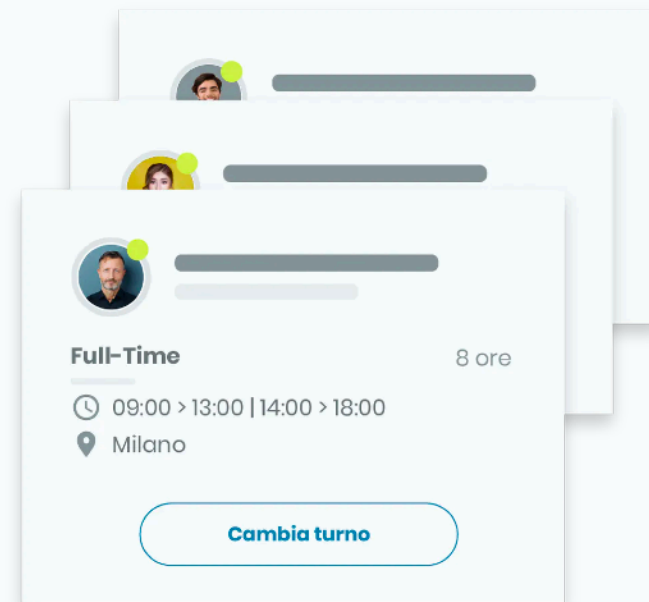 Full-Time
8 ore
09:00 > 13:00 | 14:00 > 18:00
Milano
Cambia turno